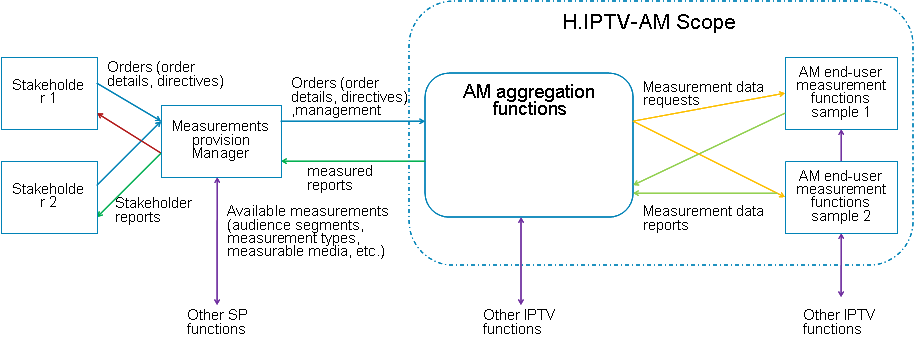 H.IPTV-AM Scope
Stakeholde
r 1
Orders (order
details, directives)
Measurements
provision
Manager
Stakeholde
r 2
Stakeholder
reports
Orders (order
details, directives)
,management
measured
reports
Available measurements
(audience segments,
measurement types,
measurable media, etc.)
AM aggregation
functions
Measurement data
requests
Measurement data
reports
AM end-user
measurement
functions
sample 1
AM end-user
measurement
functions
sample 2
Other SP
functions
Other IPTV
functions
Other IPTV
functions